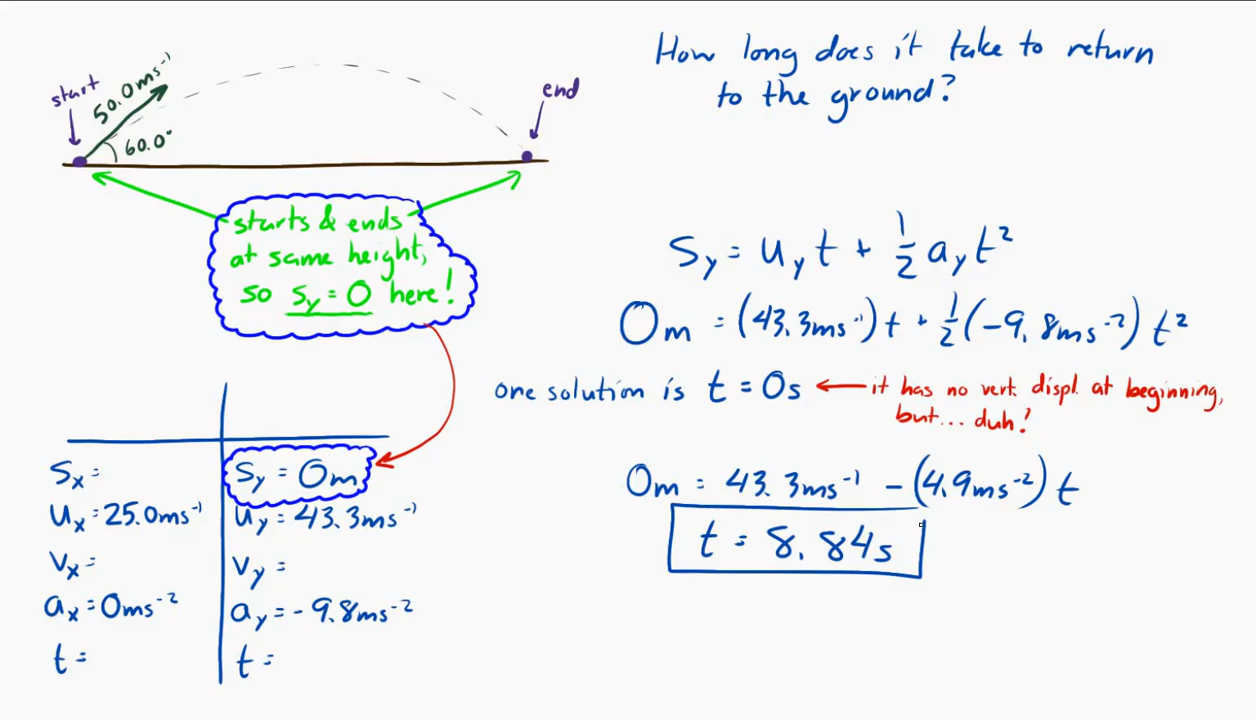 How long does it take to return
to the ground?
start
50.0ms⁻¹
60.0°
end
starts & ends
at same height,
so Sy = 0 here!
Sy = uyt + 1/2 ayt²
0m = (43.3ms⁻¹)t + 1/2(-9.8ms⁻²)t²
one solution is t = 0s ← it has no vert. displ. at beginning,
but... duh!
0m = 43.3ms⁻¹ - (4.9ms⁻²)t
t = 8.84s
Sx =
ux = 25.0ms⁻¹
vx =
ax = 0ms⁻²
t =
Sy = 0m
uy = 43.3ms⁻¹
vy =
ay = -9.8ms⁻²
t =